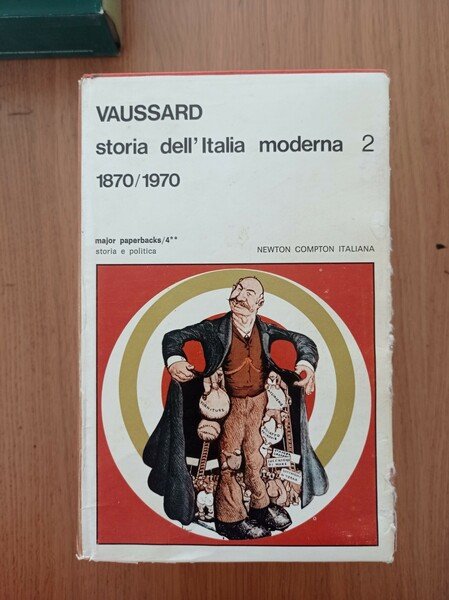 VAUSSARD
storia dell'Italia moderna 2
1870/1970
major paperbacks/4**
storia e politica
NEWTON COMPTON ITALIANA